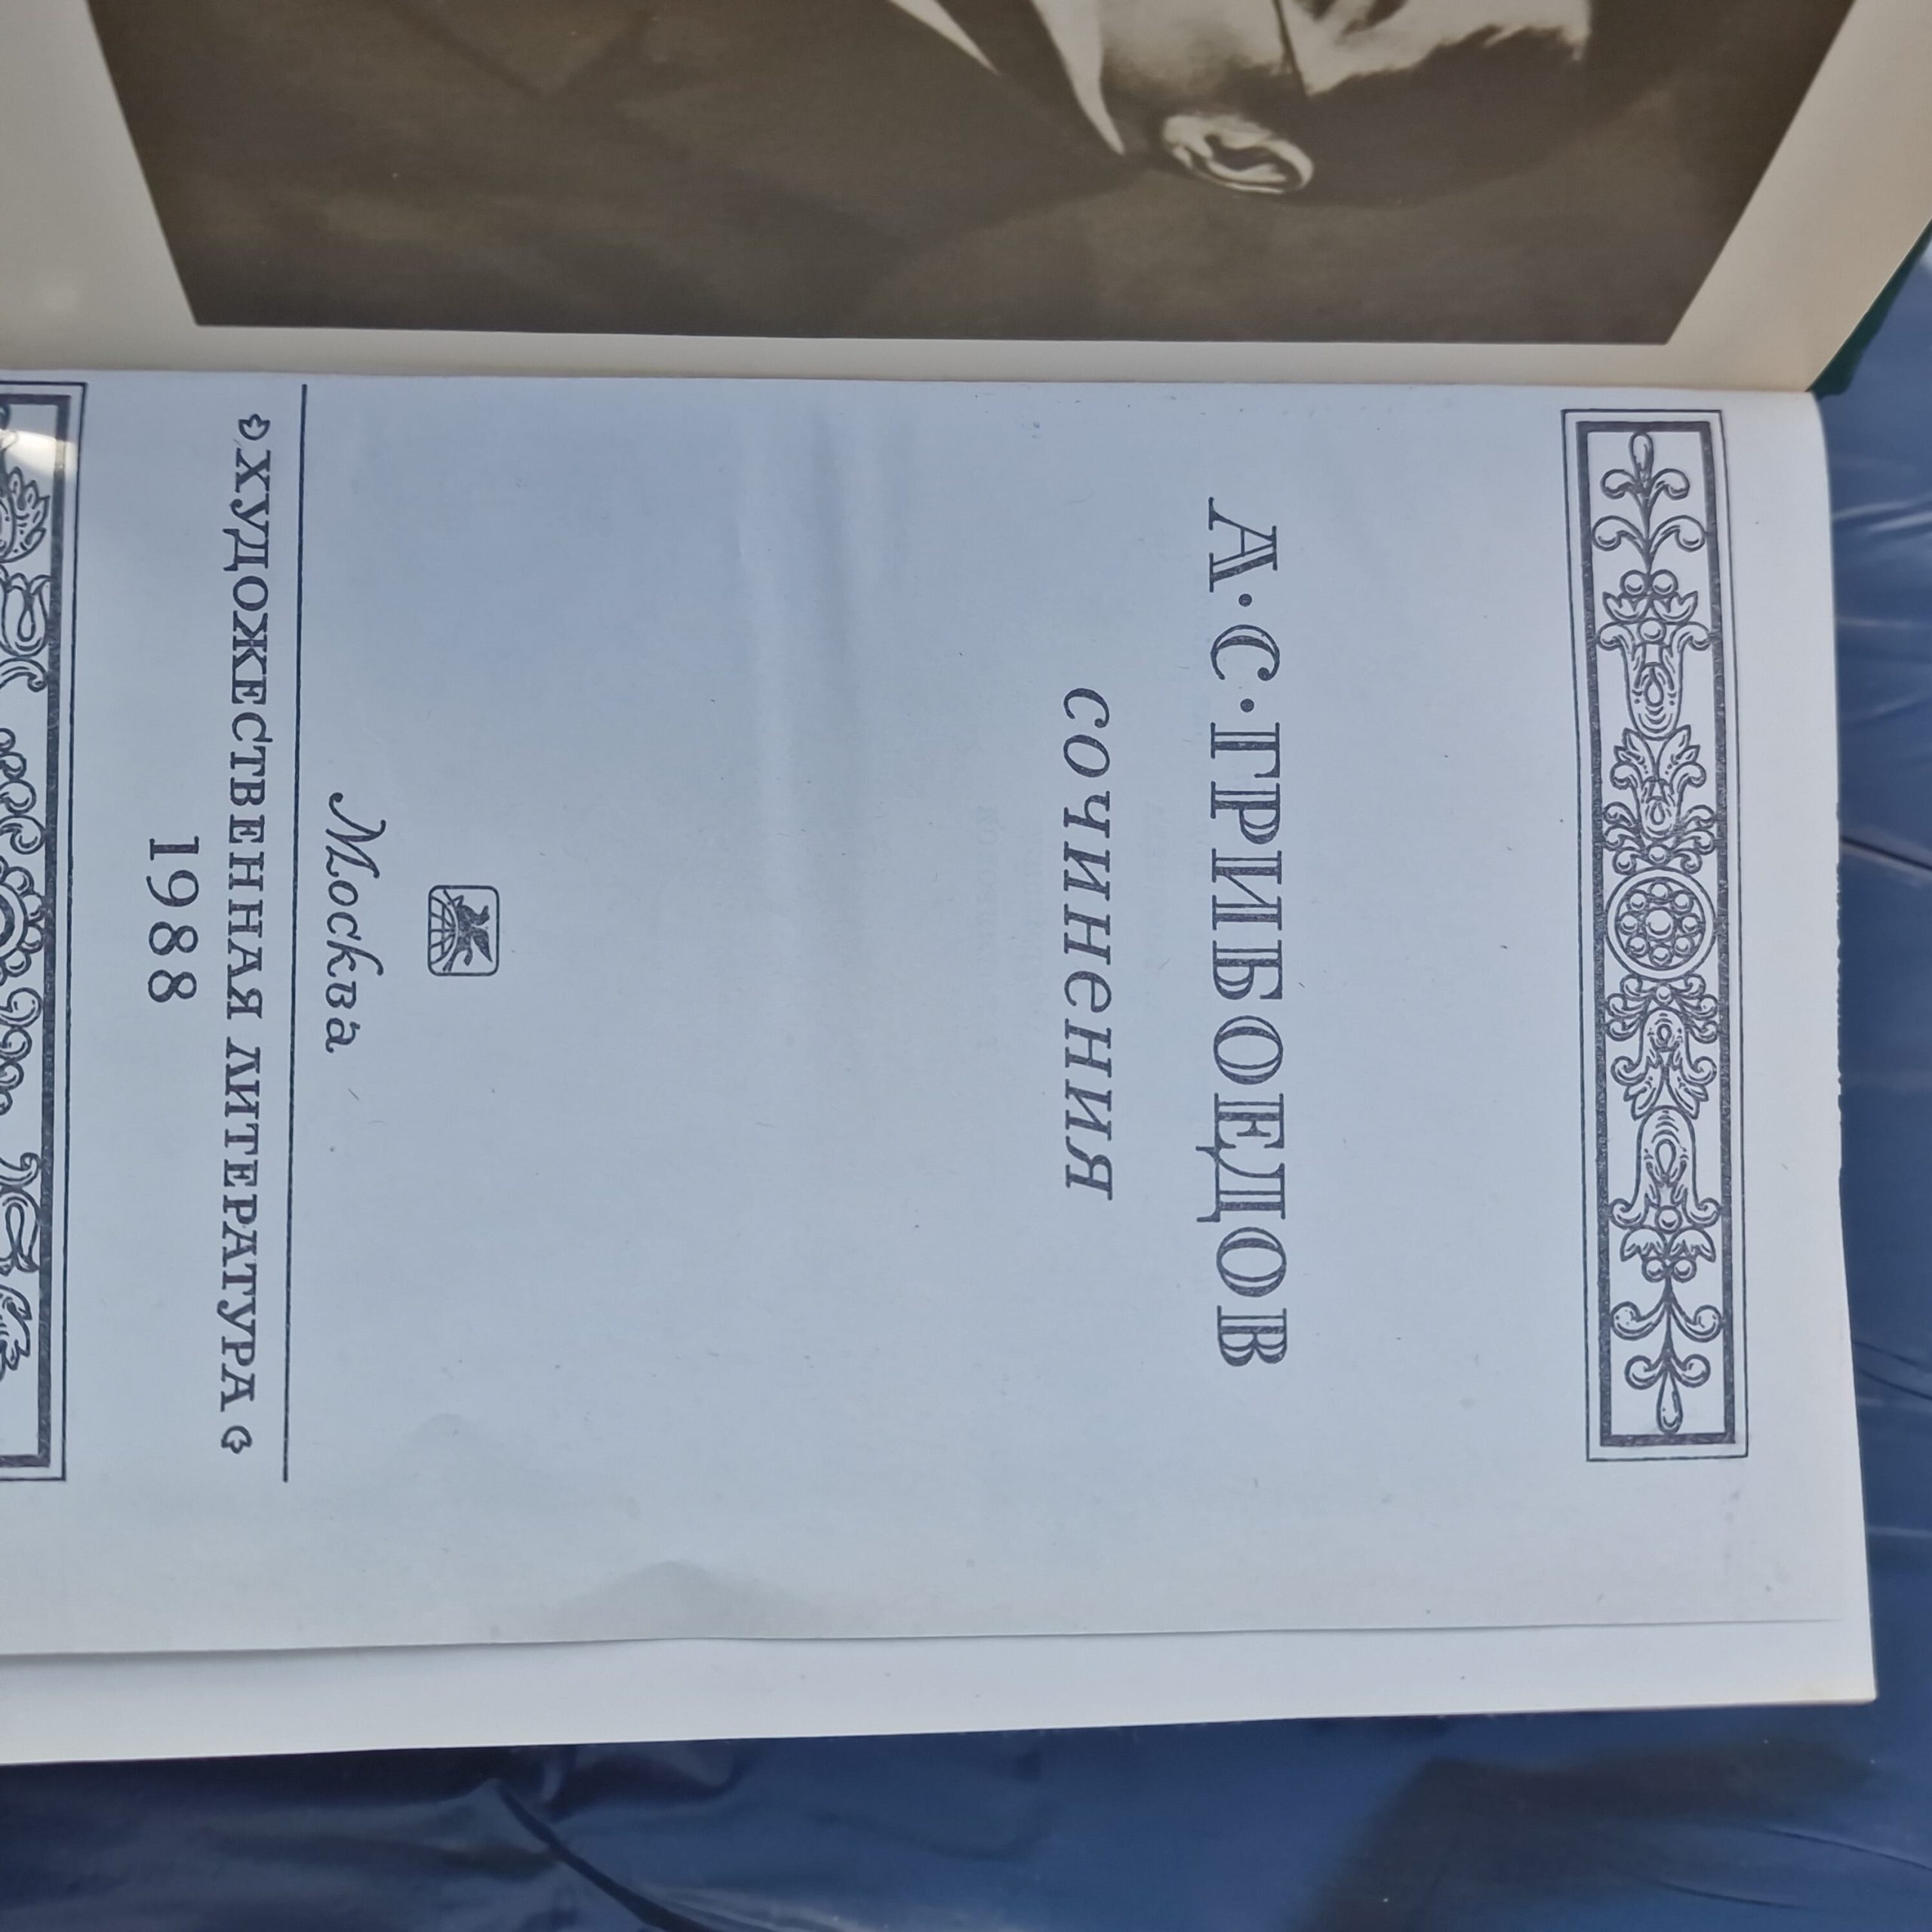 А·С·ГРИБОЕДОВ
сочинения
Москва
ХУДОЖЕСТВЕННАЯ ЛИТЕРАТУРА
1988